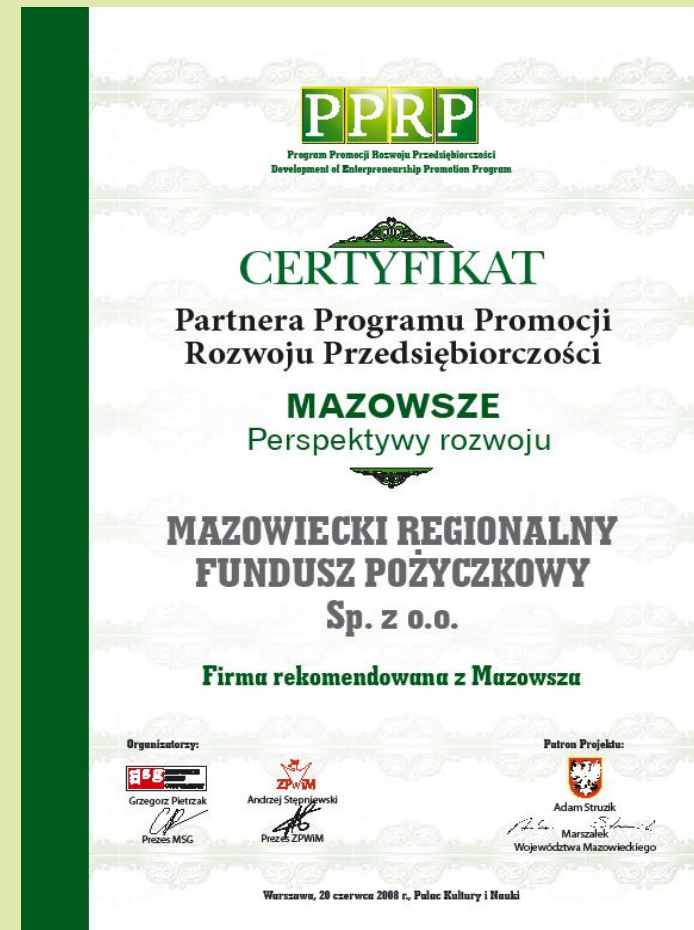 PPRP
Program Promocji Rozwoju Przedsiębiorczości
Development of Enterpreneurship Promotion Program
CERTYFIKAT
Partnera Programu Promocji
Rozwoju Przedsiębiorczości
MAZOWSZE
Perspektywy rozwoju
MAZOWIECKI REGIONALNY
FUNDUSZ POŻYCZKOWY
Sp. z o.o.
Firma rekomendowana z Mazowsza
Organizatorzy:
msg
Grzegorz Pietrzak
Prezes MSG
ZPWiM
Andrzej Stępniewski
Prezes ZPWiM
Patron Projektu:
Adam Struzik
Marszałek
Województwa Mazowieckiego
Warszawa, 20 czerwca 2008 r., Pałac Kultury i Nauki